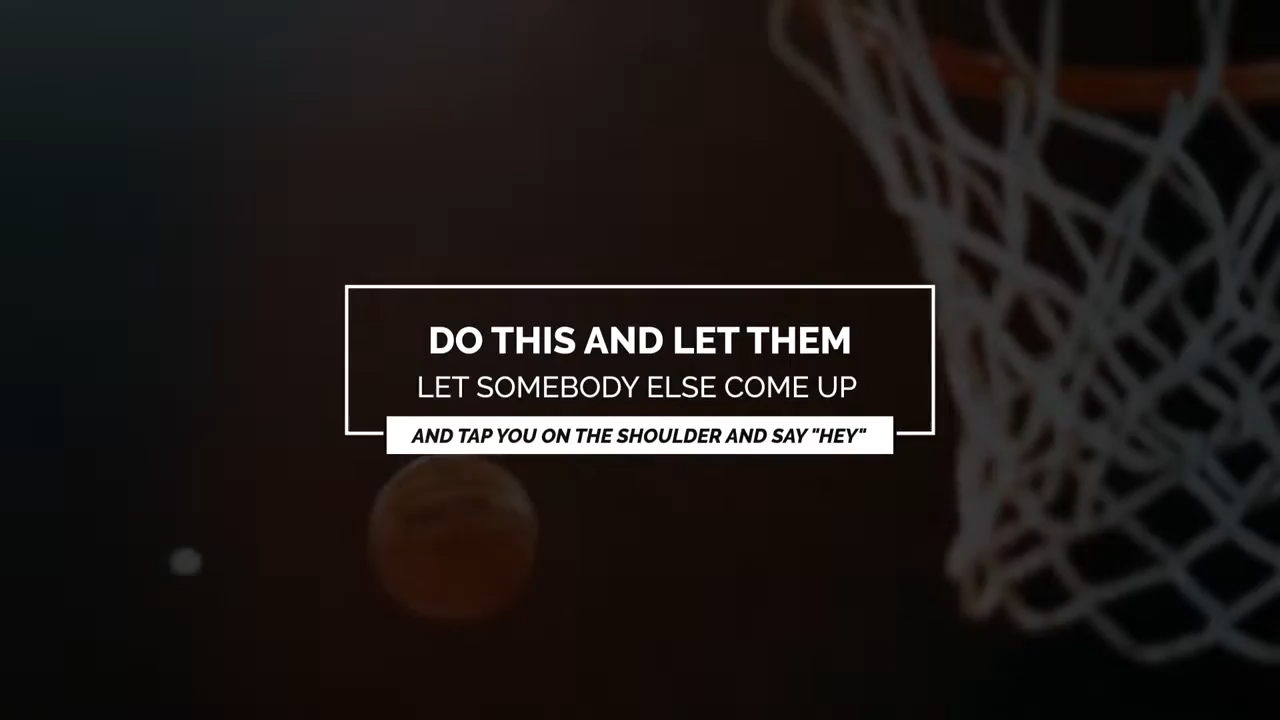 DO THIS AND LET THEM
LET SOMEBODY ELSE COME UP
AND TAP YOU ON THE SHOULDER AND SAY "HEY"